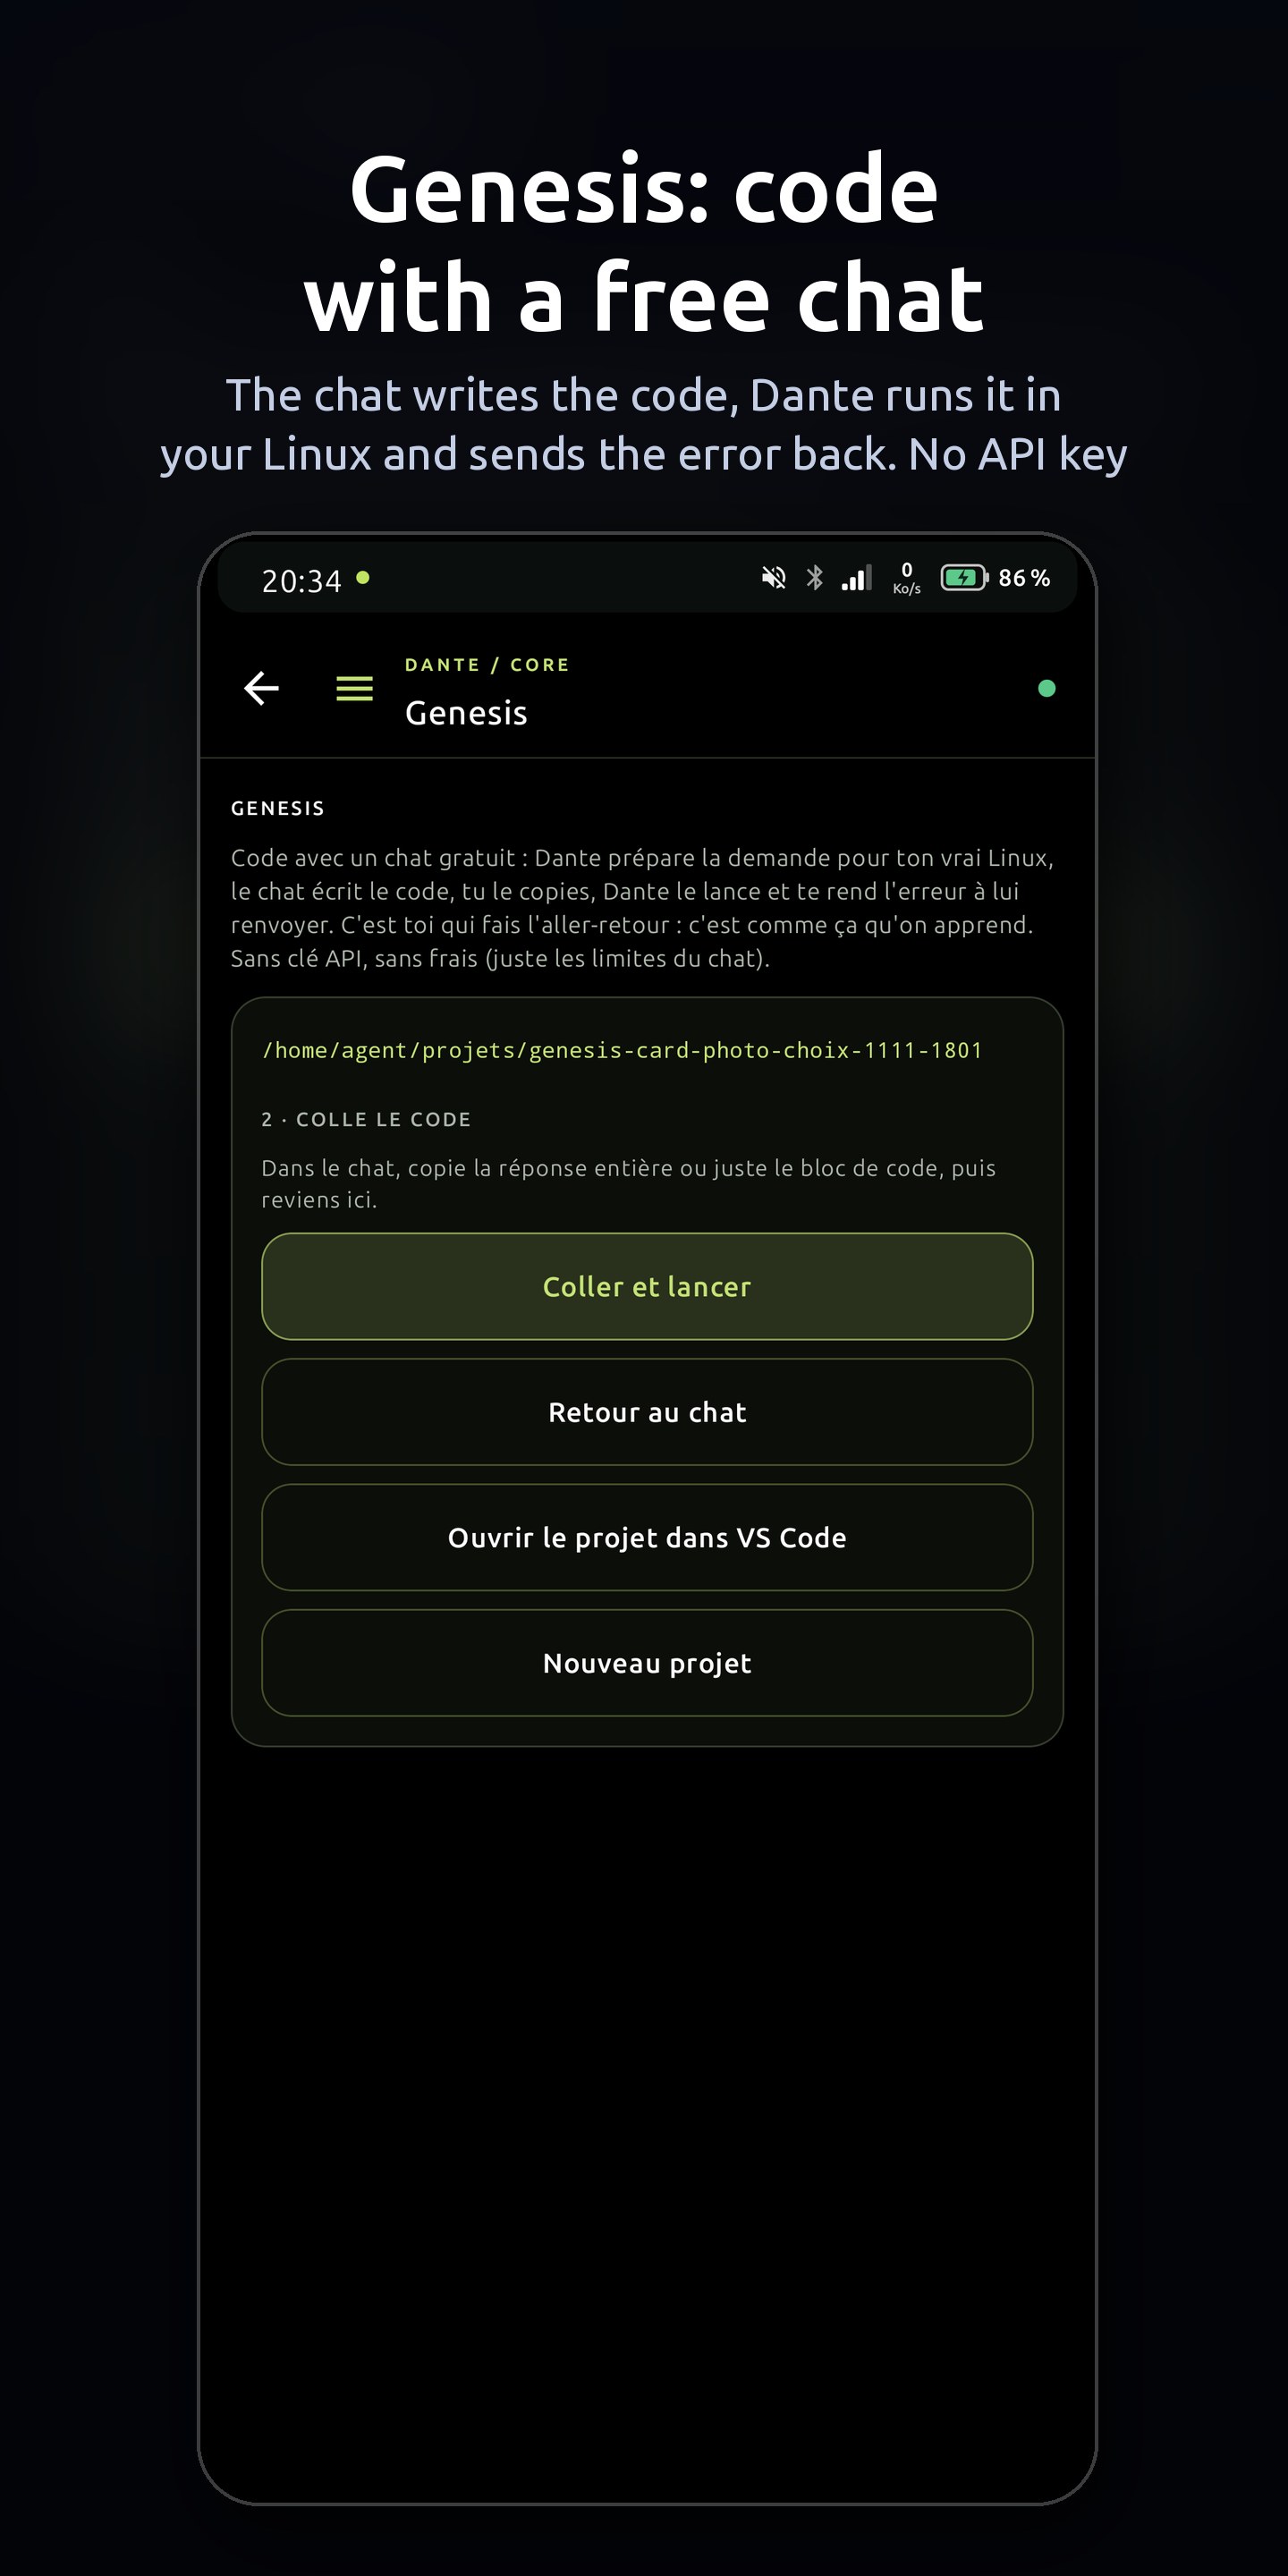 Genesis: code
with a free chat
The chat writes the code, Dante runs it in
your Linux and sends the error back. No API key
20:34
0
Ko/s
86 %
DANTE / CORE
Genesis
GENESIS
Code avec un chat gratuit : Dante prépare la demande pour ton vrai Linux,
le chat écrit le code, tu le copies, Dante le lance et te rend l'erreur à lui
renvoyer. C'est toi qui fais l'aller-retour : c'est comme ça qu'on apprend.
Sans clé API, sans frais (juste les limites du chat).
/home/agent/projets/genesis-card-photo-choix-1111-1801
2 · COLLE LE CODE
Dans le chat, copie la réponse entière ou juste le bloc de code, puis
reviens ici.
Coller et lancer
Retour au chat
Ouvrir le projet dans VS Code
Nouveau projet